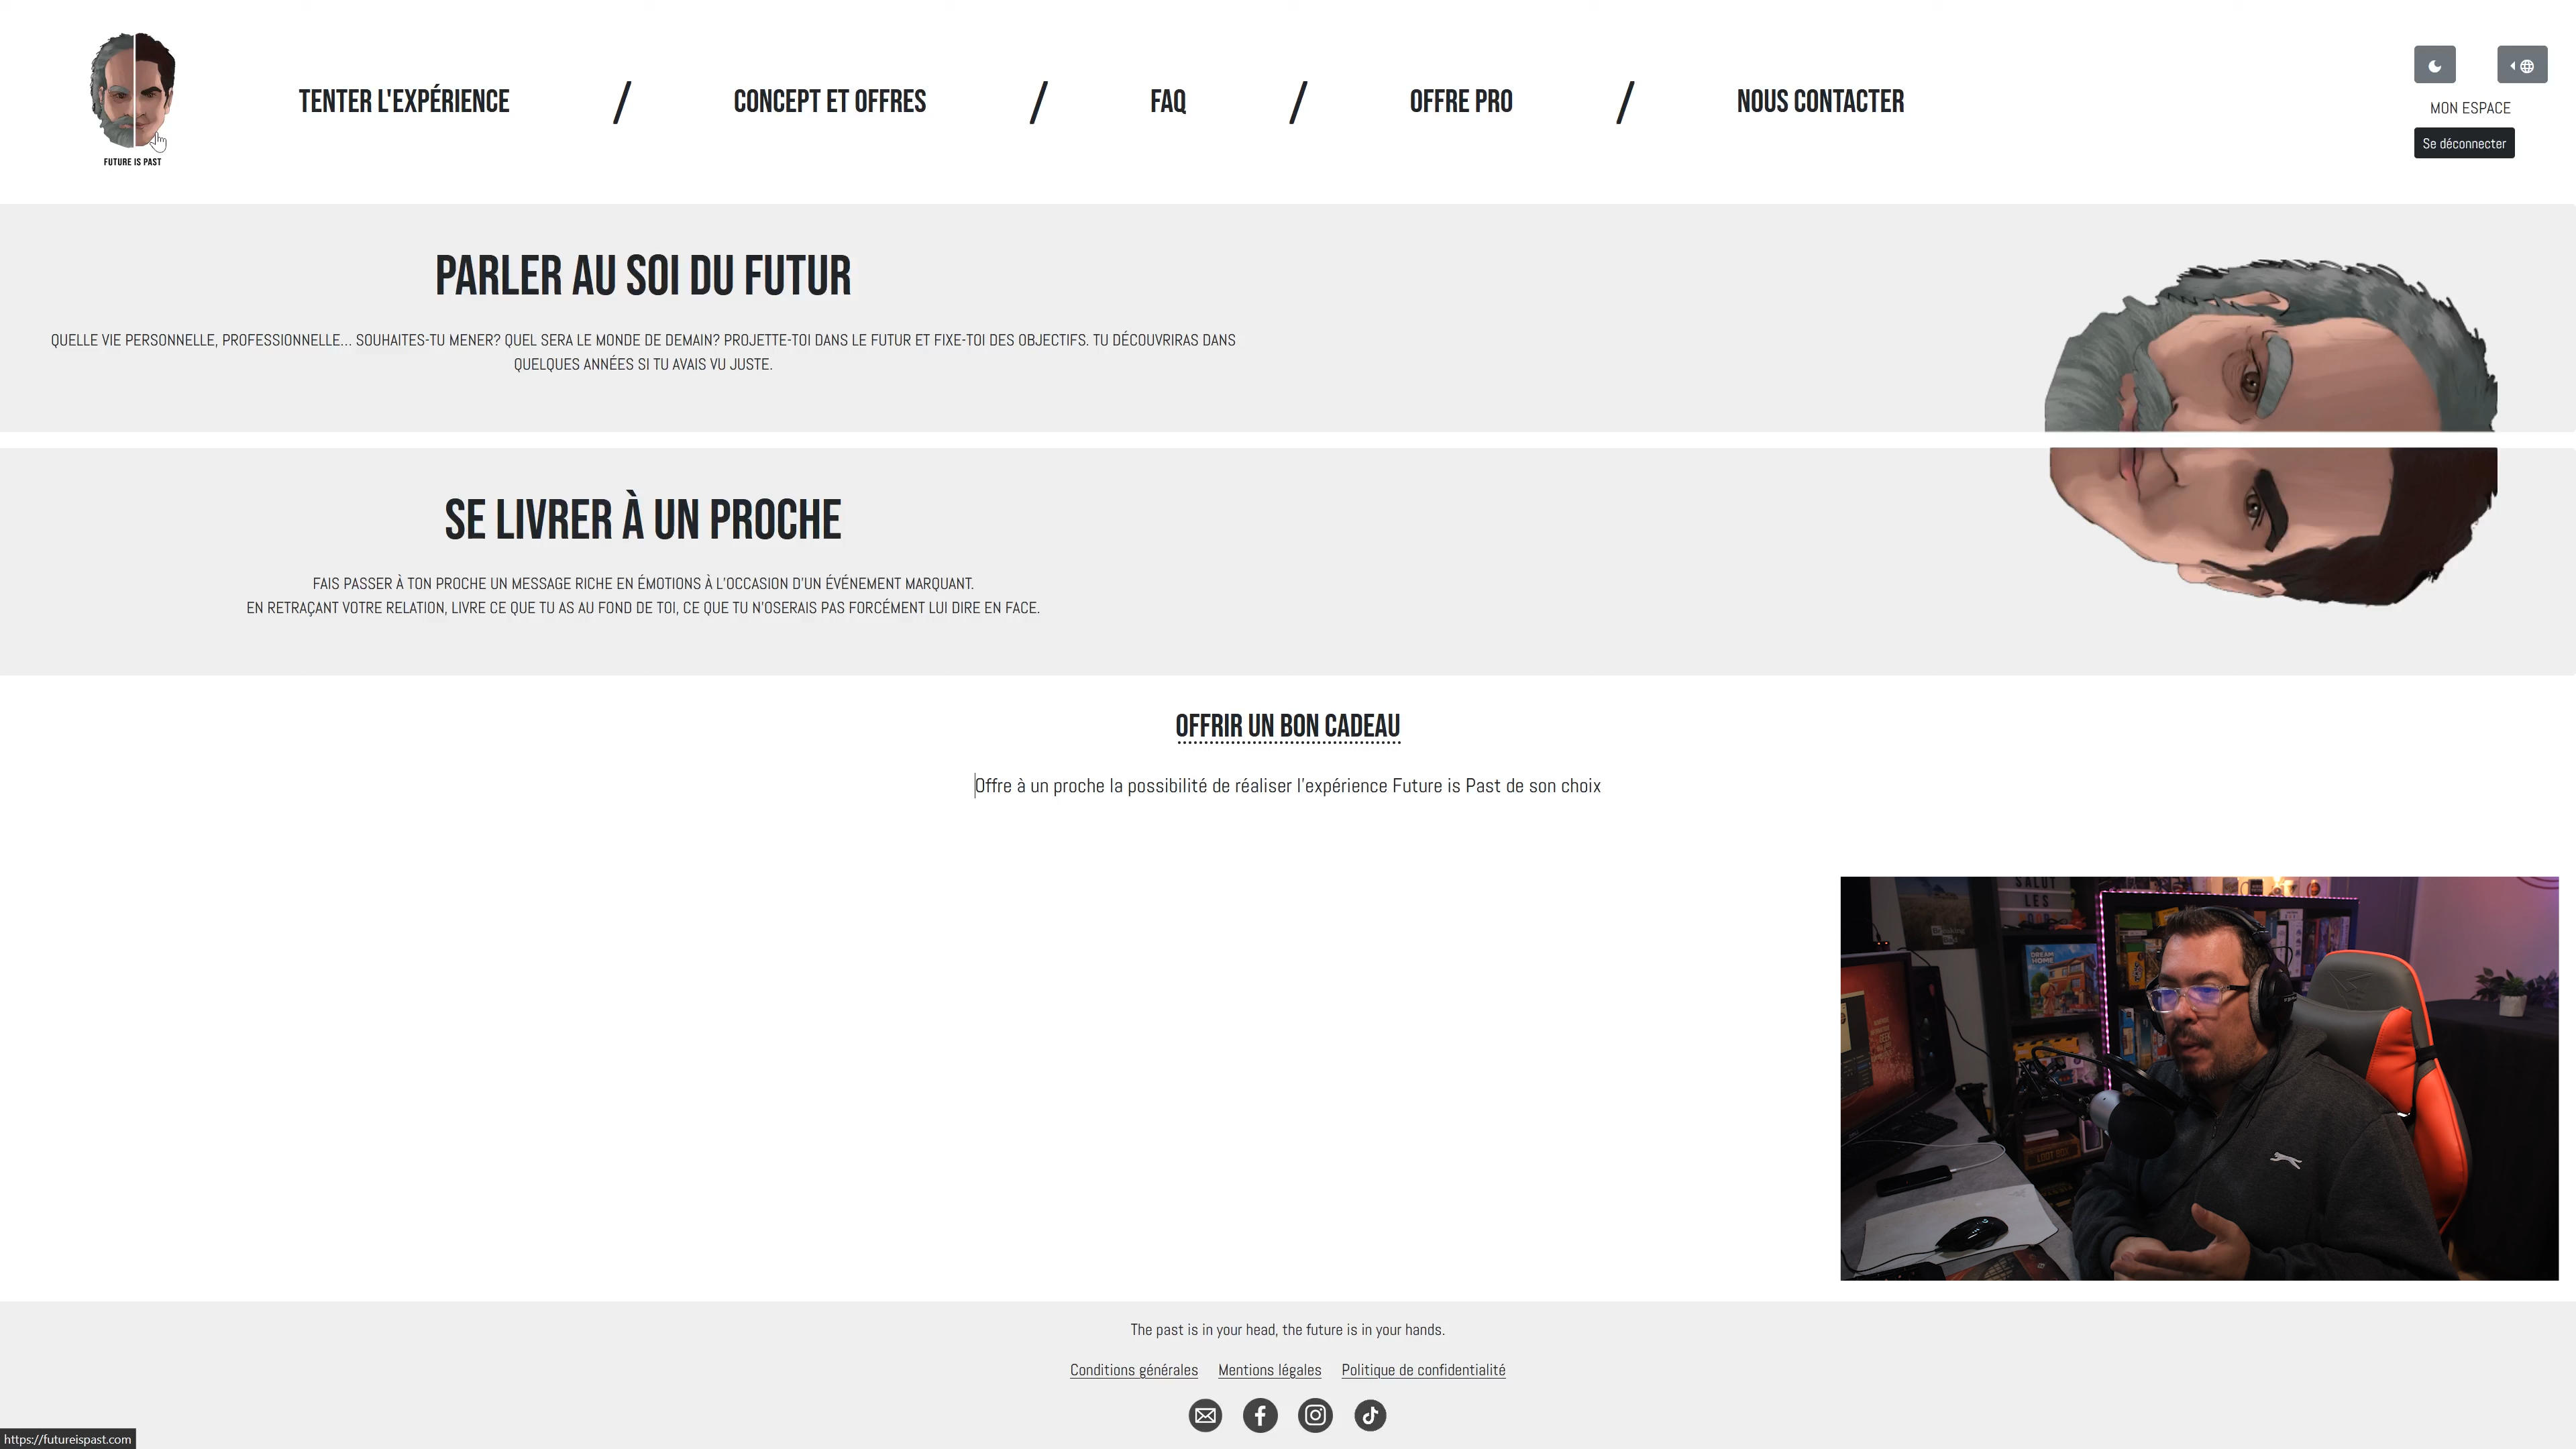 FUTURE IS PAST
TENTER L'EXPÉRIENCE / CONCEPT ET OFFRES / FAQ / OFFRE PRO / NOUS CONTACTER
MON ESPACE
Se déconnecter
PARLER AU SOI DU FUTUR
QUELLE VIE PERSONNELLE, PROFESSIONNELLE... SOUHAITES-TU MENER? QUEL SERA LE MONDE DE DEMAIN? PROJETTE-TOI DANS LE FUTUR ET FIXE-TOI DES OBJECTIFS. TU DÉCOUVRIRAS DANS
QUELQUES ANNÉES SI TU AVAIS VU JUSTE.
SE LIVRER À UN PROCHE
FAIS PASSER À TON PROCHE UN MESSAGE RICHE EN ÉMOTIONS À L'OCCASION D'UN ÉVÉNEMENT MARQUANT.
EN RETRAÇANT VOTRE RELATION, LIVRE CE QUE TU AS AU FOND DE TOI, CE QUE TU N'OSERAIS PAS FORCÉMENT LUI DIRE EN FACE.
OFFRIR UN BON CADEAU
Offre à un proche la possibilité de réaliser l'expérience Future is Past de son choix
SALUT
LES
DREAM
HOME
LOOT BOX
The past is in your head, the future is in your hands.
Conditions générales Mentions légales Politique de confidentialité
https://futureispast.com